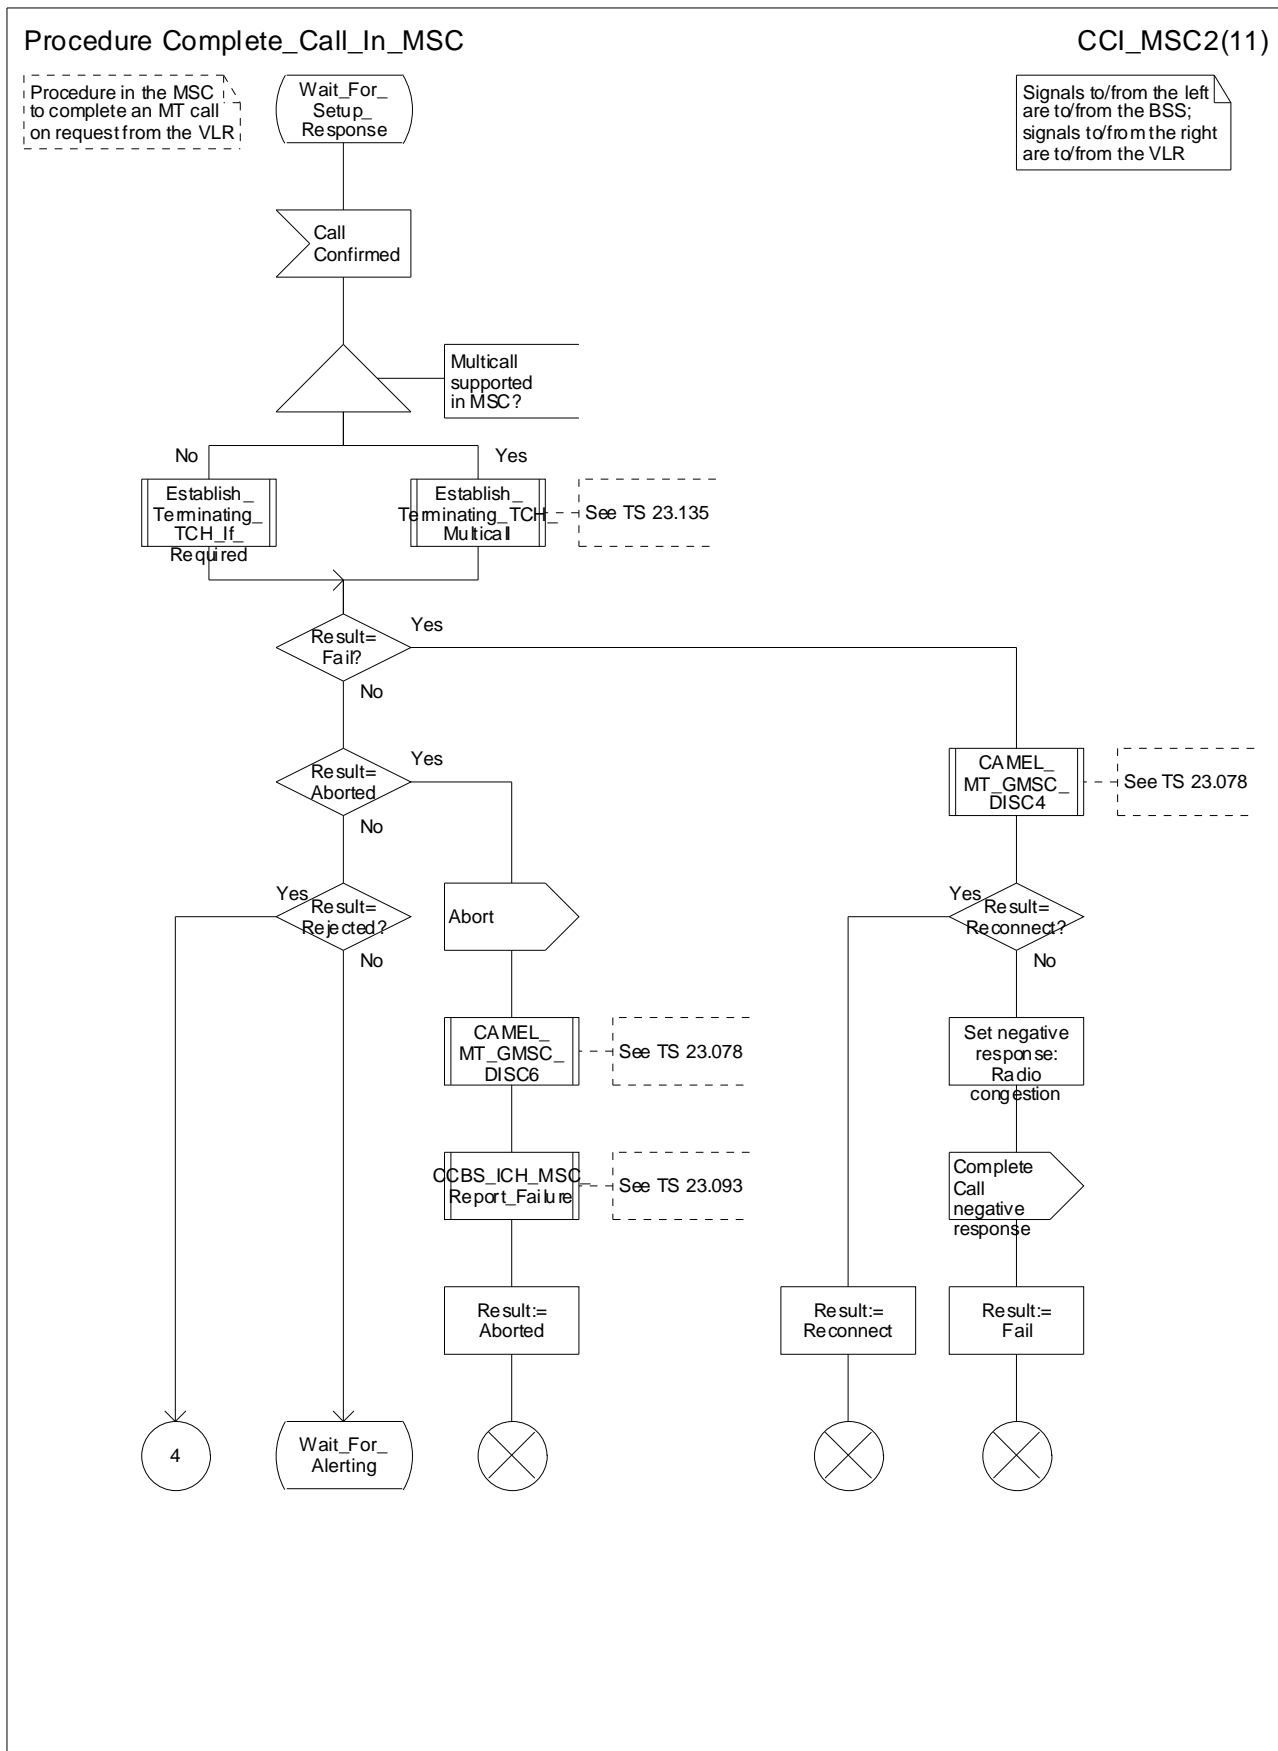 Procedure Complete_Call_In_MSC
CCI_MSC2(11)
Procedure in the MSC
to complete an MT call
on request from the VLR
Wait_For_
Setup_
Response
Signals to/from the left
are to/from the BSS;
signals to/from the right
are to/from the VLR
Call
Confirmed
Multicall
supported
in MSC?
No
Yes
Establish_
Terminating_
TCH_If_
Required
Establish_
Terminating_TCH_
Multicall
See TS 23.135
Result=
Fail?
Yes
No
Result=
Aborted
Yes
No
CAMEL_
MT_GMSC_
DISC4
See TS 23.078
Yes
Result=
Rejected?
No
Abort
Yes
Result=
Reconnect?
No
CAMEL_
MT_GMSC_
DISC6
See TS 23.078
Set negative
response:
Radio
congestion
CCBS_ICH_MSC_
Report_Failure
See TS 23.093
Complete
Call
negative
response
Result:=
Aborted
Result:=
Reconnect
Result:=
Fail
4
Wait_For_
Alerting